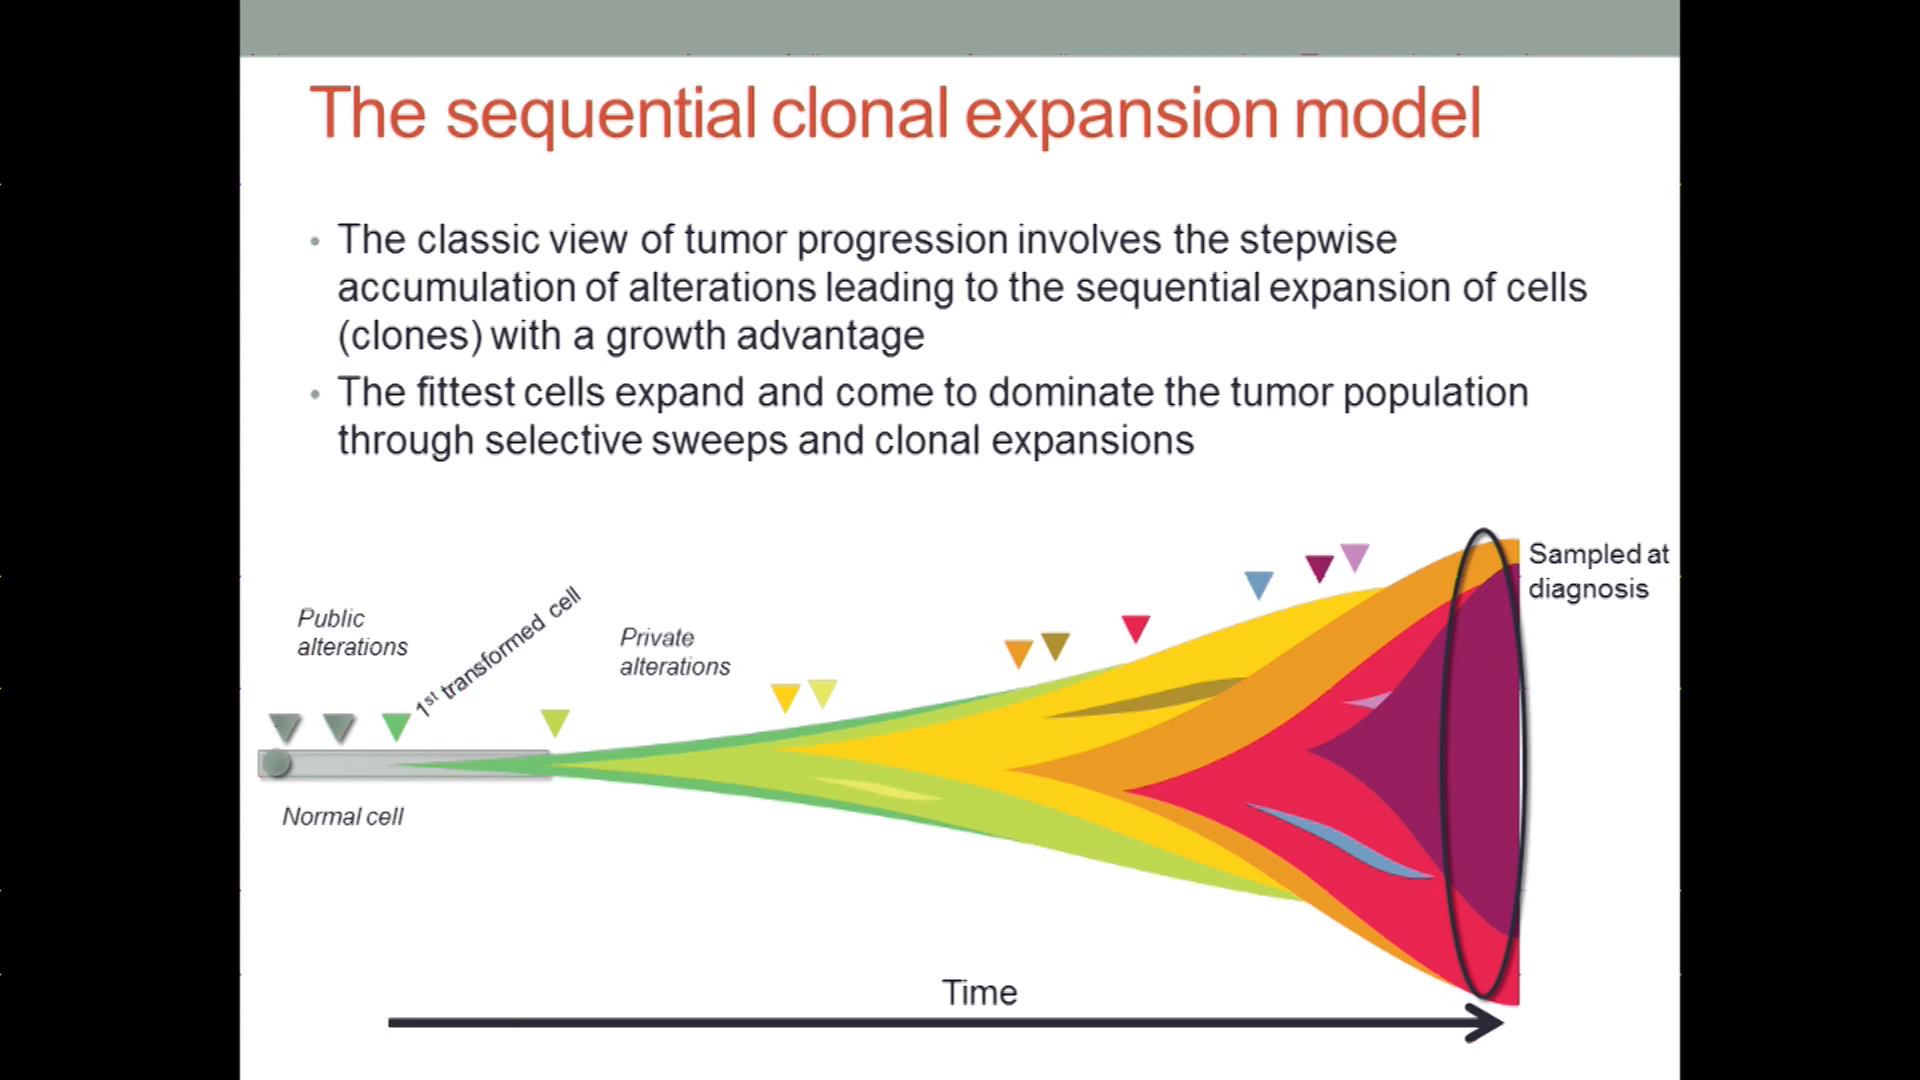 The sequential clonal expansion model
• The classic view of tumor progression involves the stepwise
accumulation of alterations leading to the sequential expansion of cells
(clones) with a growth advantage
• The fittest cells expand and come to dominate the tumor population
through selective sweeps and clonal expansions
Public
alterations
1st transformed cell
Private
alterations
Sampled at
diagnosis
Normal cell
Time